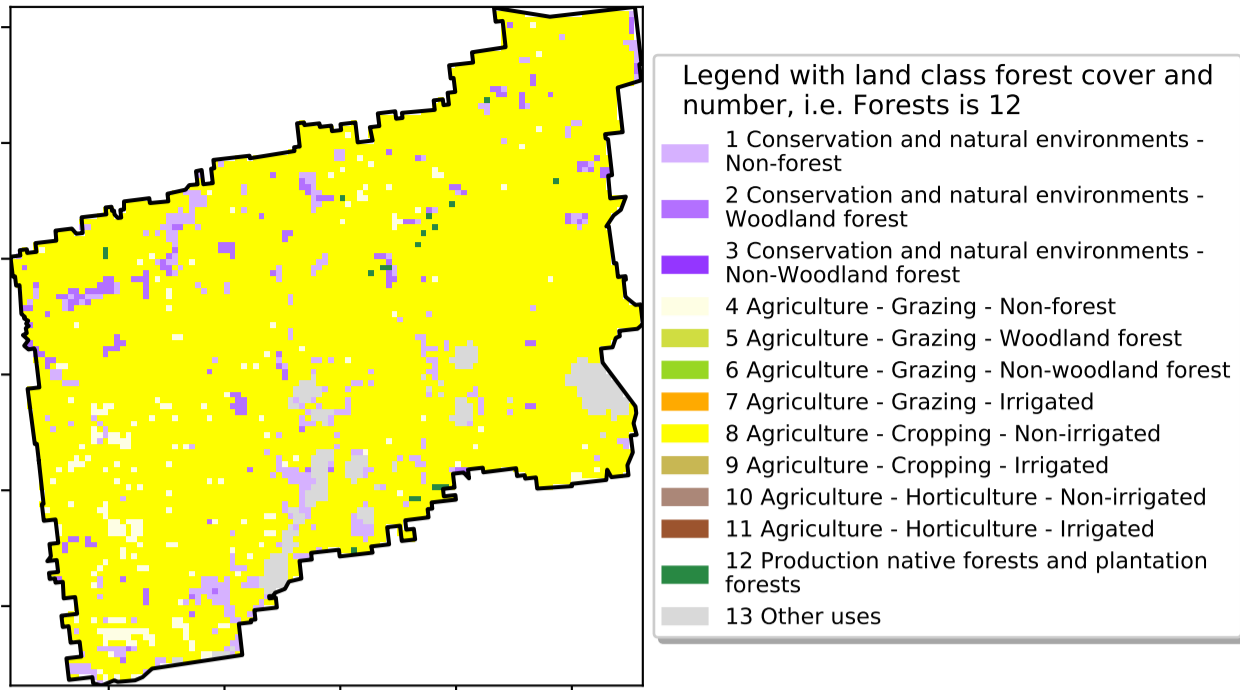 Legend with land class forest cover and
number, i.e. Forests is 12
1 Conservation and natural environments -
Non-forest
2 Conservation and natural environments -
Woodland forest
3 Conservation and natural environments -
Non-Woodland forest
4 Agriculture - Grazing - Non-forest
5 Agriculture - Grazing - Woodland forest
6 Agriculture - Grazing - Non-woodland forest
7 Agriculture - Grazing - Irrigated
8 Agriculture - Cropping - Non-irrigated
9 Agriculture - Cropping - Irrigated
10 Agriculture - Horticulture - Non-irrigated
11 Agriculture - Horticulture - Irrigated
12 Production native forests and plantation
forests
13 Other uses